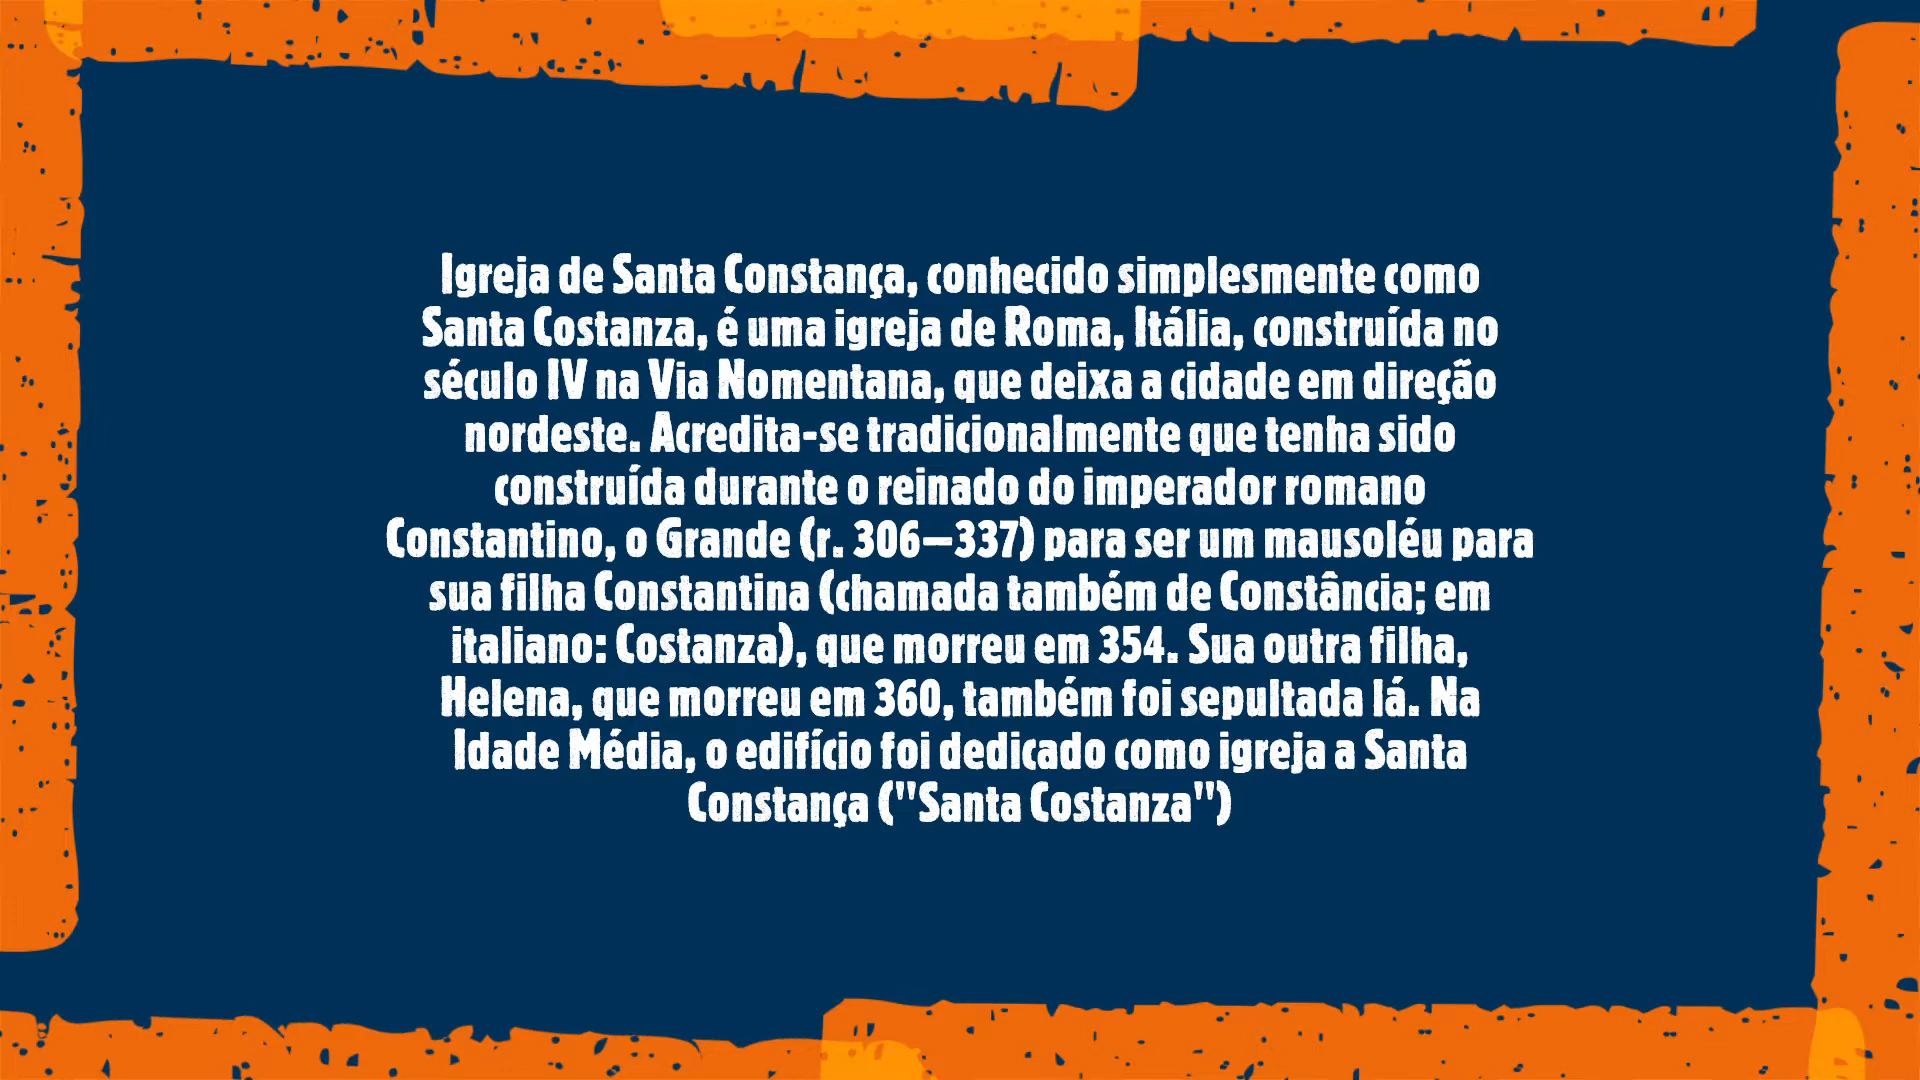 Igreja de Santa Constança, conhecido simplesmente como
Santa Costanza, é uma igreja de Roma, Itália, construída no
século IV na Via Nomentana, que deixa a cidade em direção
nordeste. Acredita-se tradicionalmente que tenha sido
construída durante o reinado do imperador romano
Constantino, o Grande (r. 306–337) para ser um mausoléu para
sua filha Constantina (chamada também de Constância; em
italiano: Costanza), que morreu em 354. Sua outra filha,
Helena, que morreu em 360, também foi sepultada lá. Na
Idade Média, o edifício foi dedicado como igreja a Santa
Constança ("Santa Costanza")